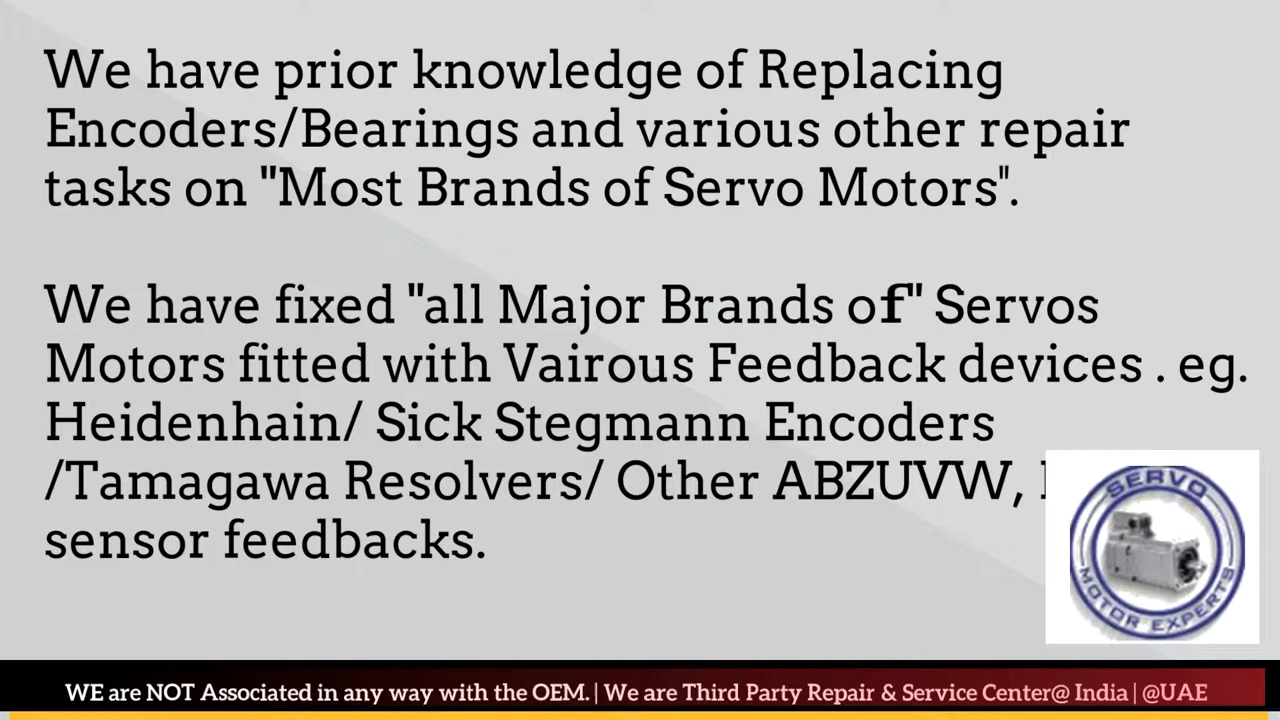 We have prior knowledge of Replacing
Encoders/Bearings and various other repair
tasks on "Most Brands of Servo Motors".
We have fixed "all Major Brands of" Servos
Motors fitted with Vairous Feedback devices . eg.
Heidenhain/ Sick Stegmann Encoders
/Tamagawa Resolvers/ Other ABZUVW,
sensor feedbacks.
SERVO
MOTOR EXPERTS
WE are NOT Associated in any way with the OEM. | We are Third Party Repair & Service Center@ India | @UAE